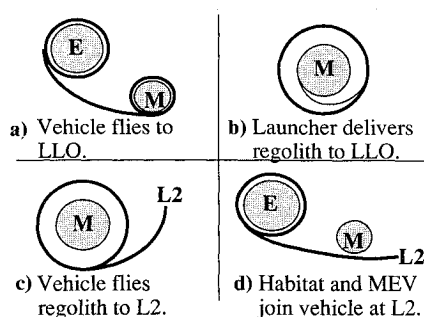 E
M
a) Vehicle flies to
LLO.
M
b) Launcher delivers
regolith to LLO.
M
L2
c) Vehicle flies
regolith to L2.
E
M
L2
d) Habitat and MEV
join vehicle at L2.